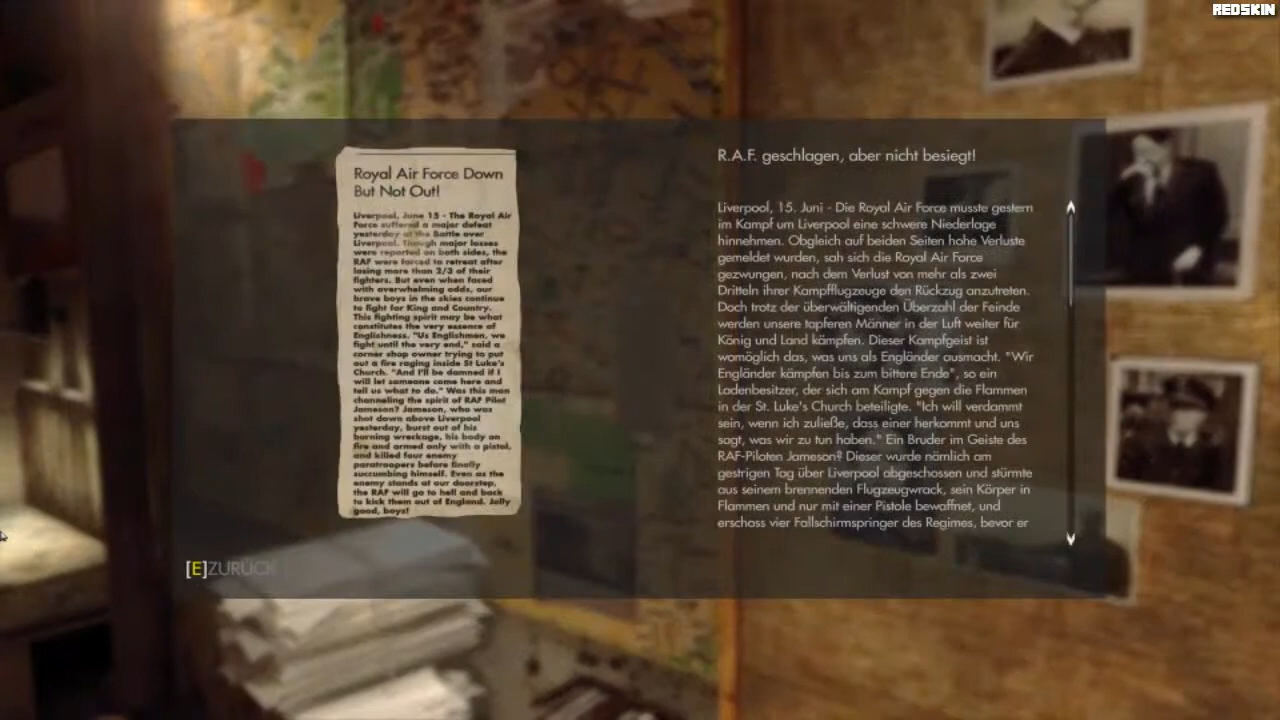 REDSKIN
Royal Air Force Down
But Not Out!
Liverpool, June 15 - The Royal Air
Force suffered a major defeat
yesterday at the Battle over
Liverpool. Though major losses
were reported on both sides, the
RAF were forced to retreat after
losing more than 2/3 of their
fighters. But even when faced
with overwhelming odds, our
brave boys in the skies continue
to fight for King and Country.
This fighting spirit may be what
constitutes the very essence of
Englishness. "Us Englishmen, we
fight until the very end," said a
corner shop owner trying to put
out a fire raging inside St Luke's
Church. "And I'll be damned if I
will let someone come here and
tell us what to do." Was this man
channeling the spirit of RAF Pilot
Jameson? Jameson, who was
shot down above Liverpool
yesterday, burst out of his
burning wreckage, his body on
fire and armed only with a pistol,
and killed four enemy
paratroopers before finally
succumbing himself. Even as the
enemy stands at our doorstep,
the RAF will go to hell and back
to kick them out of England. Jolly
good, boys!
R.A.F. geschlagen, aber nicht besiegt!
Liverpool, 15. Juni - Die Royal Air Force musste gestern
im Kampf um Liverpool eine schwere Niederlage
hinnehmen. Obgleich auf beiden Seiten hohe Verluste
gemeldet wurden, sah sich die Royal Air Force
gezwungen, nach dem Verlust von mehr als zwei
Dritteln ihrer Kampfflugzeuge den Rückzug anzutreten.
Doch trotz der überwältigenden Überzahl der Feinde
werden unsere tapferen Männer in der Luft weiter für
König und Land kämpfen. Dieser Kampfgeist ist
womöglich das, was uns als Engländer ausmacht. "Wir
Engländer kämpfen bis zum bittere Ende", so ein
Ladenbesitzer, der sich am Kampf gegen die Flammen
in der St. Luke's Church beteiligte. "Ich will verdammt
sein, wenn ich zuließe, dass einer herkommt und uns
sagt, was wir zu tun haben." Ein Bruder im Geiste des
RAF-Piloten Jameson? Dieser wurde nämlich am
gestrigen Tag über Liverpool abgeschossen und stürmte
aus seinem brennenden Flugzeugwrack, sein Körper in
Flammen und nur mit einer Pistole bewaffnet, und
erschoss vier Fallschirmspringer des Regimes, bevor er
[E]ZURÜCK